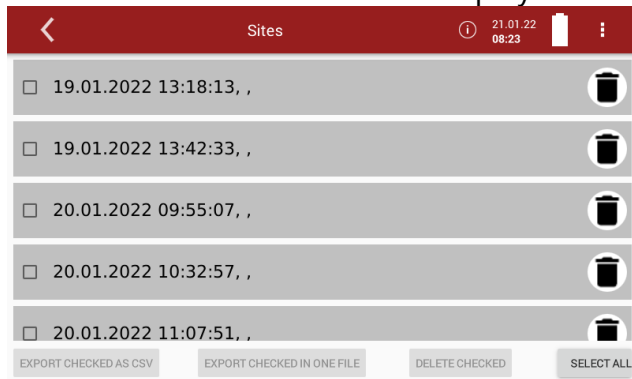 Sites
21.01.22
08:23
19.01.2022 13:18:13, ,
19.01.2022 13:42:33, ,
20.01.2022 09:55:07, ,
20.01.2022 10:32:57, ,
20.01.2022 11:07:51, ,
EXPORT CHECKED AS CSV EXPORT CHECKED IN ONE FILE DELETE CHECKED SELECT ALL